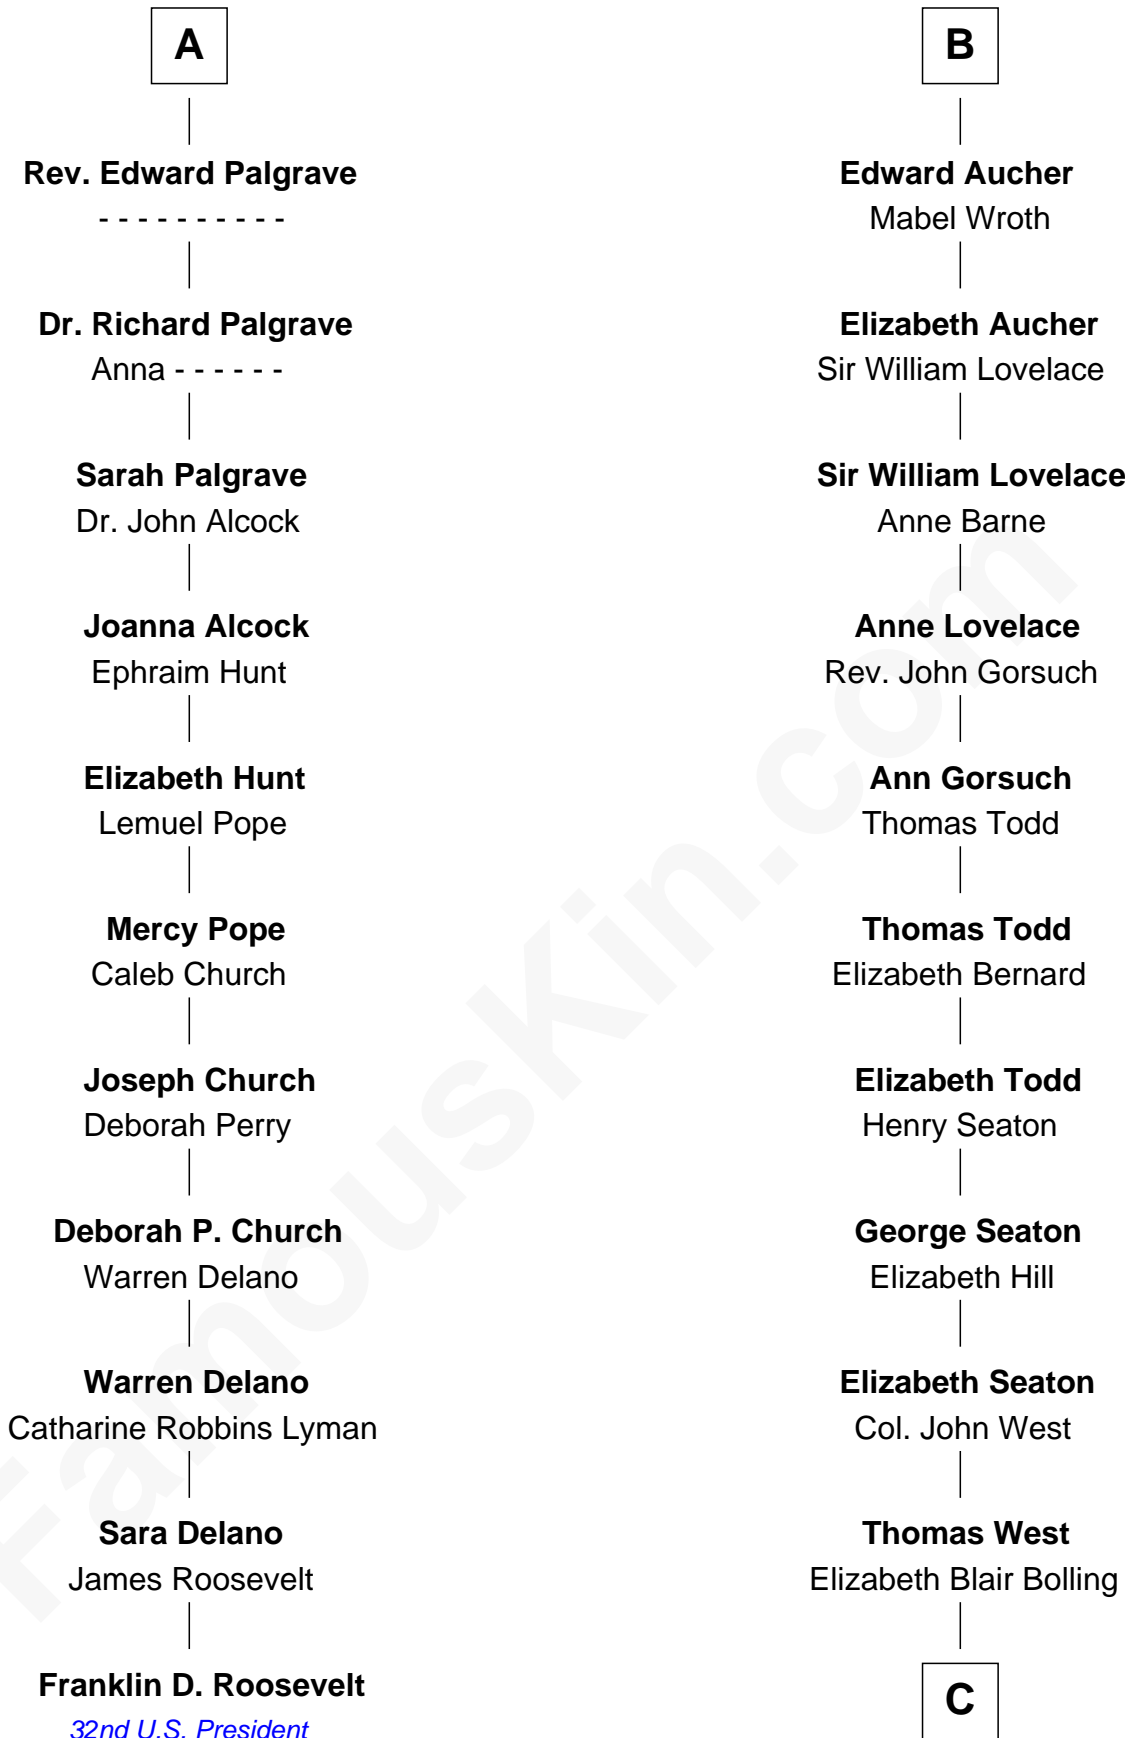 A
Rev. Edward Palgrave
- - - - - - - - - -
Dr. Richard Palgrave
Anna - - - - - -
Sarah Palgrave
Dr. John Alcock
Joanna Alcock
Ephraim Hunt
Elizabeth Hunt
Lemuel Pope
Mercy Pope
Caleb Church
Joseph Church
Deborah Perry
Deborah P. Church
Warren Delano
Warren Delano
Catharine Robbins Lyman
Sara Delano
James Roosevelt
Franklin D. Roosevelt
32nd U.S. President
B
Edward Aucher
Mabel Wroth
Elizabeth Aucher
Sir William Lovelace
Sir William Lovelace
Anne Barne
Anne Lovelace
Rev. John Gorsuch
Ann Gorsuch
Thomas Todd
Thomas Todd
Elizabeth Bernard
Elizabeth Todd
Henry Seaton
George Seaton
Elizabeth Hill
Elizabeth Seaton
Col. John West
Thomas West
Elizabeth Blair Bolling
C
FamousKin.com